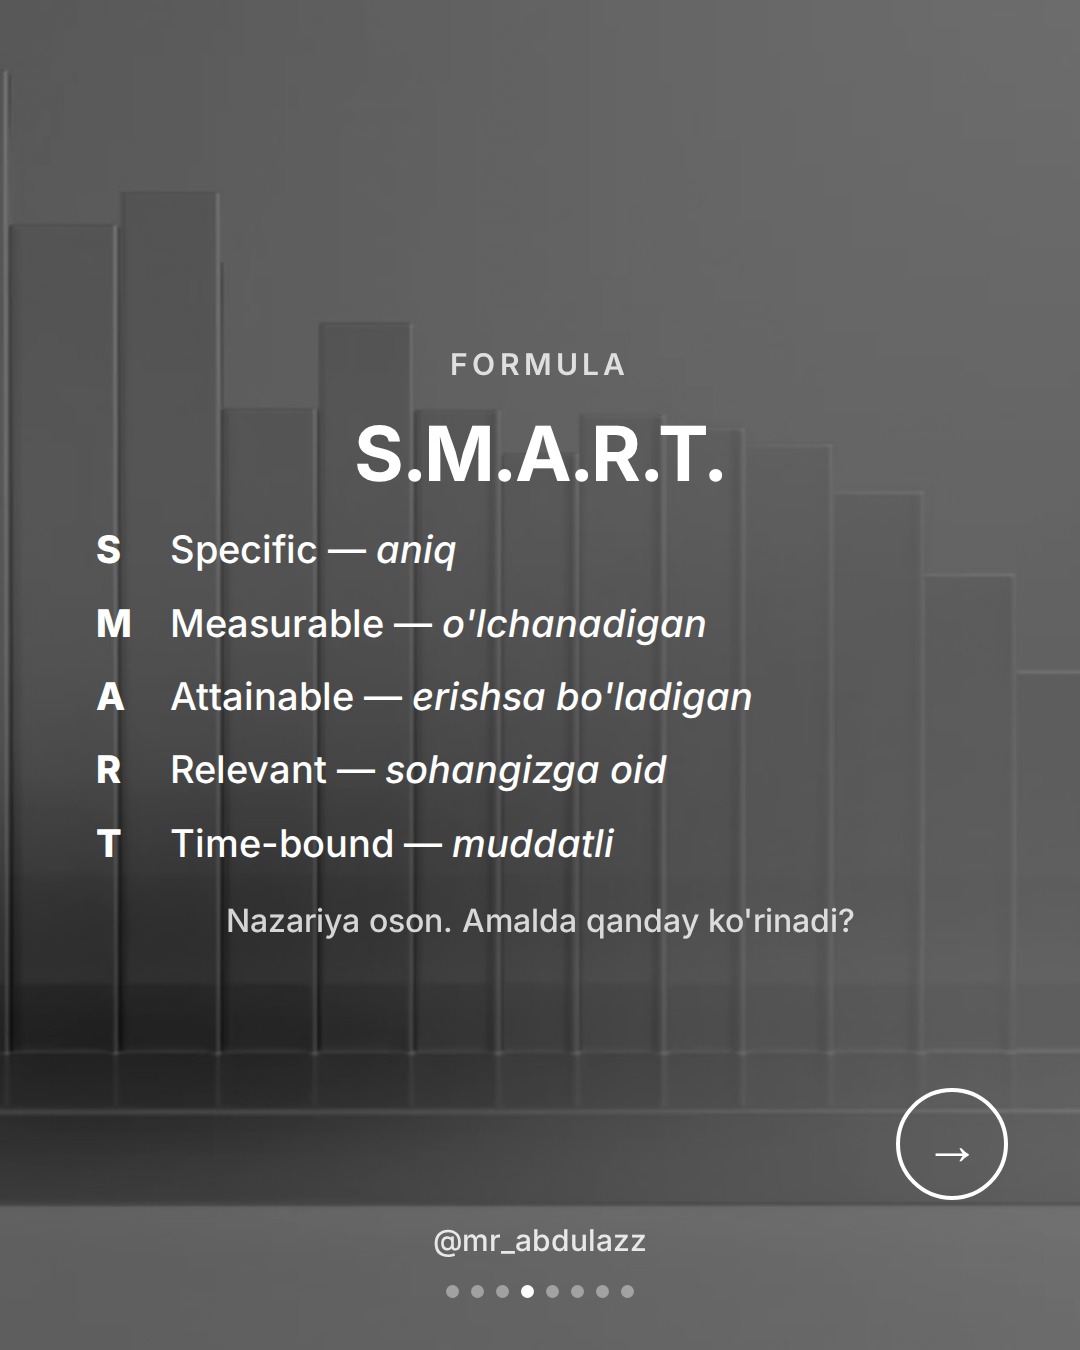 FORMULA
S.M.A.R.T.
S Specific — aniq
M Measurable — o'lchanadigan
A Attainable — erishsa bo'ladigan
R Relevant — sohangizga oid
T Time-bound — muddatli
Nazariya oson. Amalda qanday ko'rinadi?
→
@mr_abdulazz